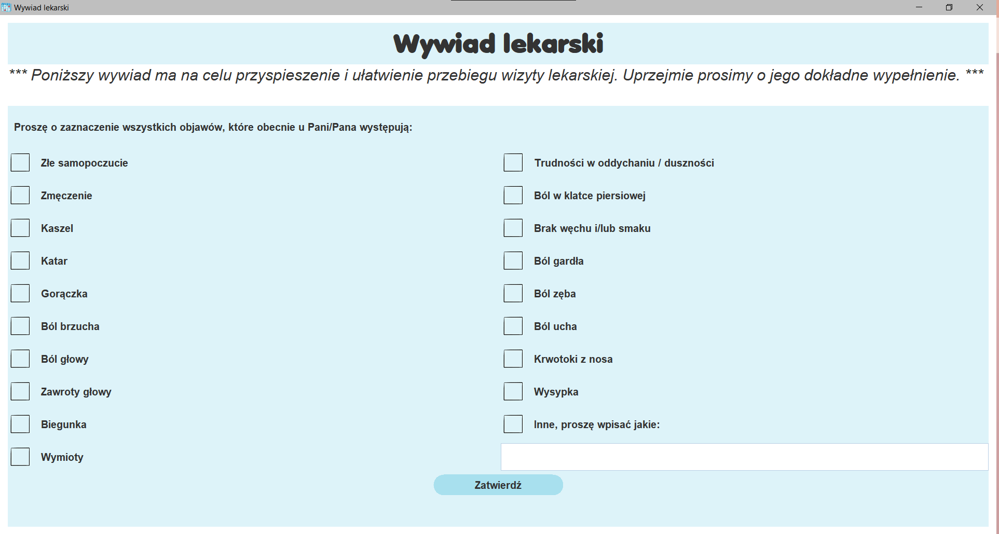 Wywiad lekarski
Wywiad lekarski
*** Poniższy wywiad ma na celu przyspieszenie i ułatwienie przebiegu wizyty lekarskiej. Uprzejmie prosimy o jego dokładne wypełnienie. ***
Proszę o zaznaczenie wszystkich objawów, które obecnie u Pani/Pana występują:
Złe samopoczucie
Zmęczenie
Kaszel
Katar
Gorączka
Ból brzucha
Ból głowy
Zawroty głowy
Biegunka
Wymioty
Trudności w oddychaniu / duszności
Ból w klatce piersiowej
Brak węchu i/lub smaku
Ból gardła
Ból zęba
Ból ucha
Krwotoki z nosa
Wysypka
Inne, proszę wpisać jakie:
Zatwierdź